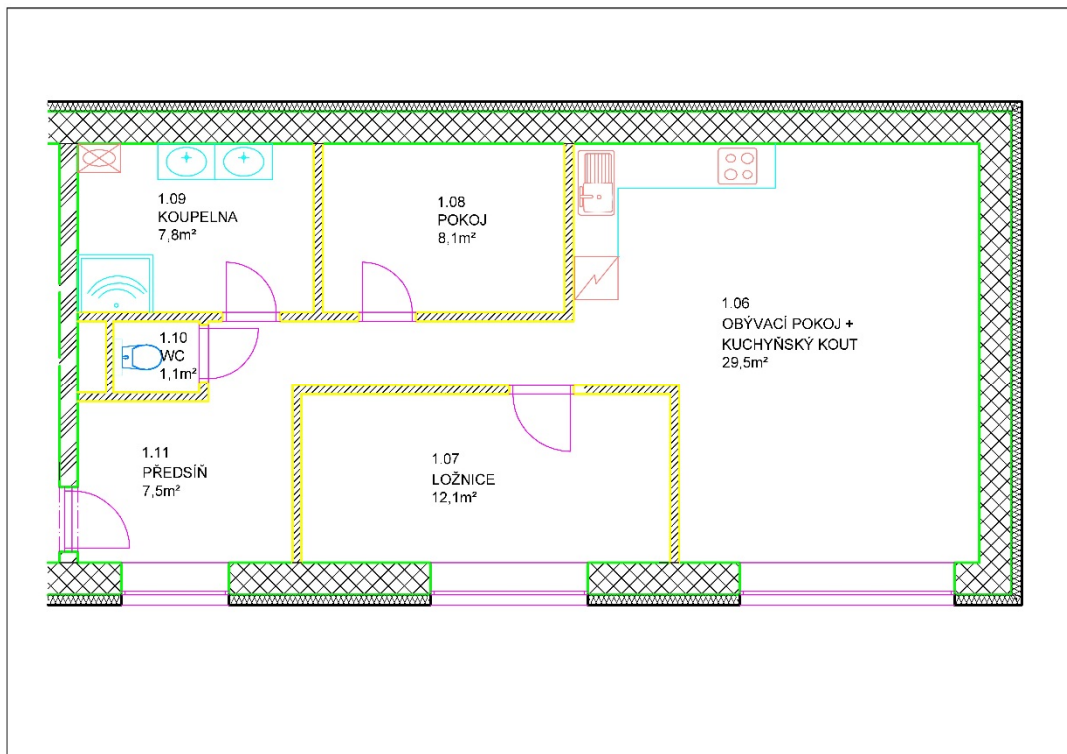 1.09
KOUPELNA
7,8m²
1.08
POKOJ
8,1m²
1.06
OBÝVACÍ POKOJ +
KUCHYŇSKÝ KOUT
29,5m²
1.10
WC
1,1m²
1.11
PŘEDSÍŇ
7,5m²
1.07
LOŽNICE
12,1m²